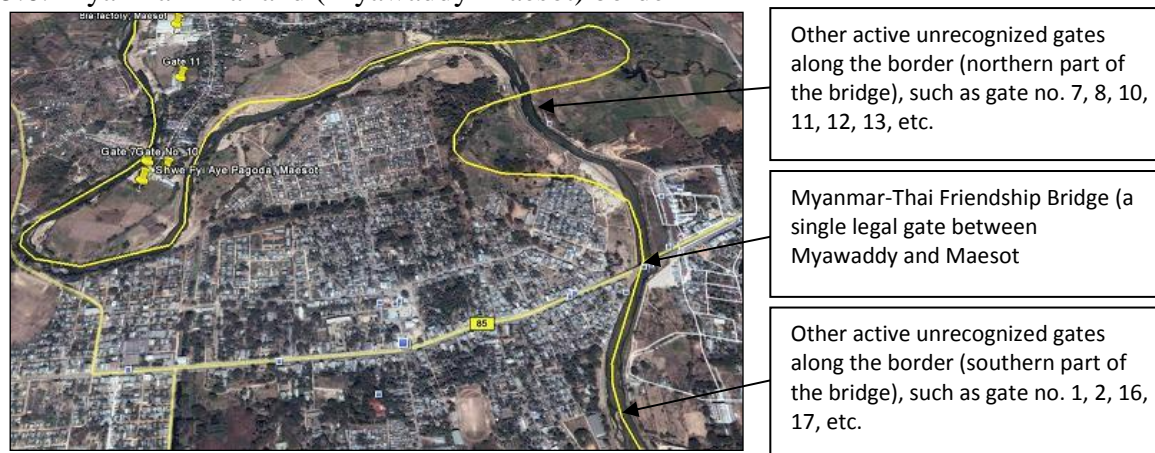 Bra factory, Maesot
Gate 11
Gate 7
Gate No. 10
Shwe Pyi Aye Pagoda, Maesot
85
Other active unrecognized gates
along the border (northern part of
the bridge), such as gate no. 7, 8, 10,
11, 12, 13, etc.
Myanmar-Thai Friendship Bridge (a
single legal gate between
Myawaddy and Maesot
Other active unrecognized gates
along the border (southern part of
the bridge), such as gate no. 1, 2, 16,
17, etc.